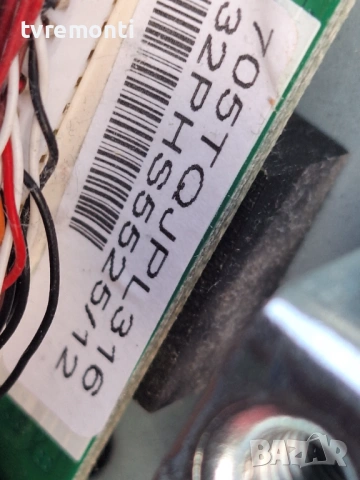 tvremonti
705TQJPL316
32PHS5525/12
BAZAR